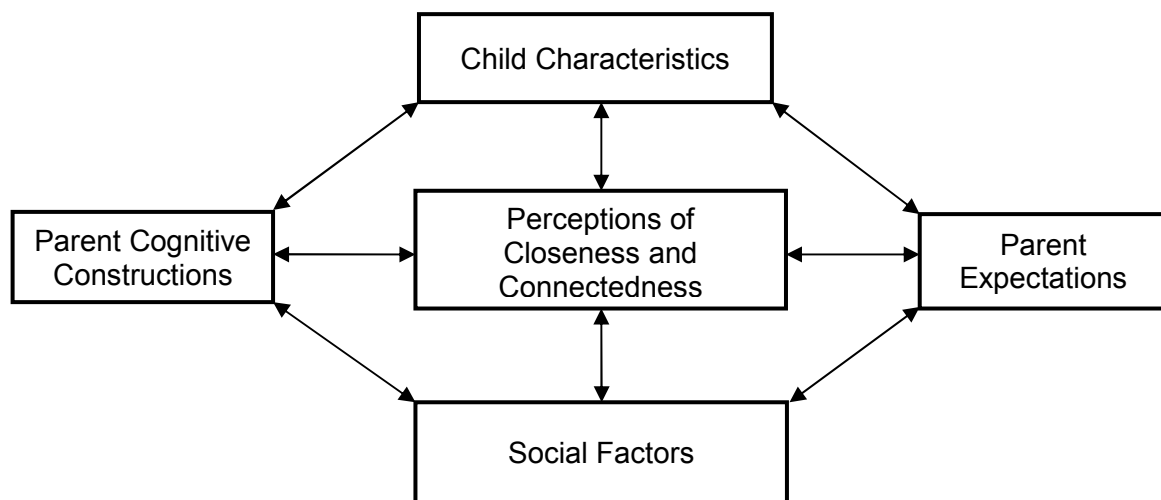 Child Characteristics
Parent Cognitive
Constructions
Perceptions of
Closeness and
Connectedness
Parent
Expectations
Social Factors